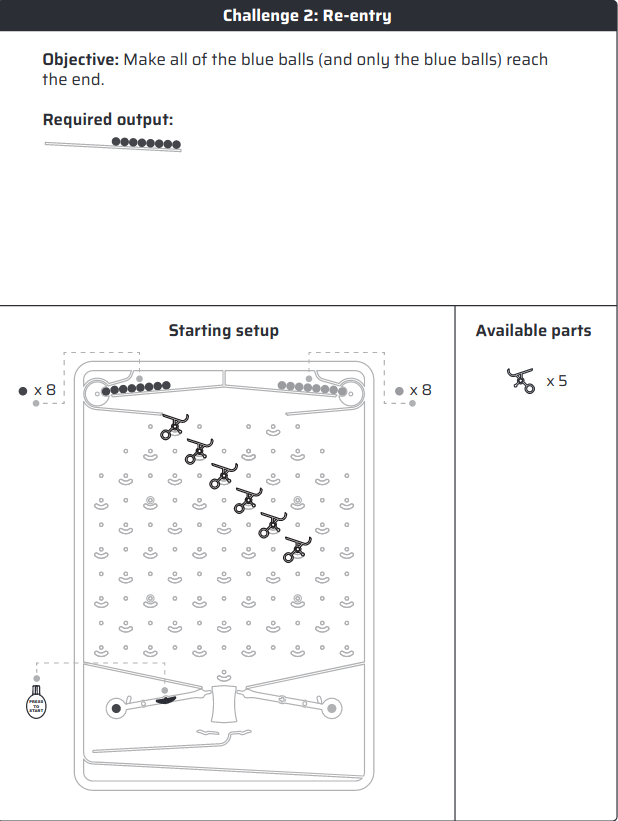 Challenge 2: Re-entry
Objective: Make all of the blue balls (and only the blue balls) reach
the end.
Required output:
Starting setup
Available parts
x 8
x 8
x 5
PRESS
TO
START